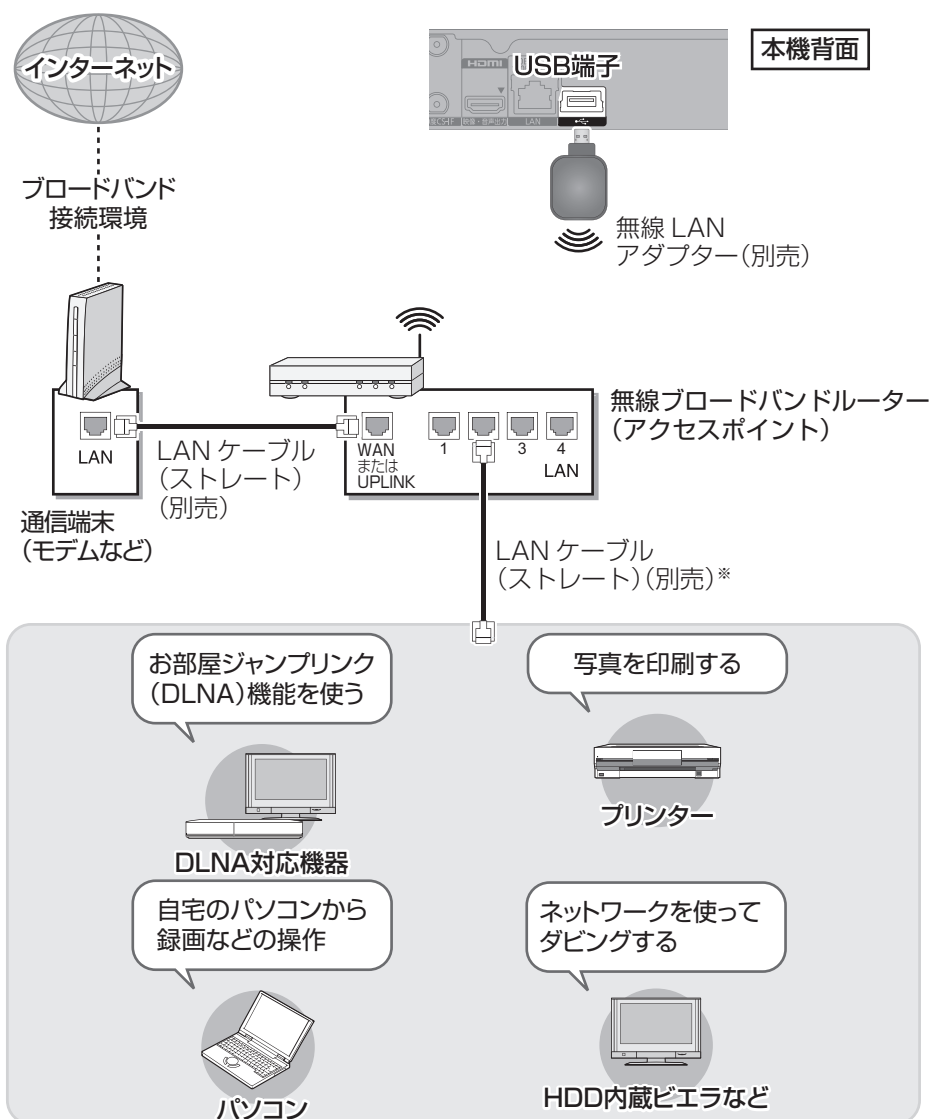 インターネット
HDMI
USB端子
本機背面
映像・音声出力
LAN
ブロードバンド
接続環境
無線 LAN
アダプター（別売）
無線ブロードバンドルーター
（アクセスポイント）
LAN
LAN ケーブル
（ストレート）
（別売）
WAN
または
UPLINK
1
3
4
LAN
通信端末
（モデムなど）
LAN ケーブル
（ストレート）（別売）※
お部屋ジャンプリンク
（DLNA）機能を使う
写真を印刷する
プリンター
DLNA対応機器
自宅のパソコンから
録画などの操作
ネットワークを使って
ダビングする
パソコン
HDD内蔵ビエラなど